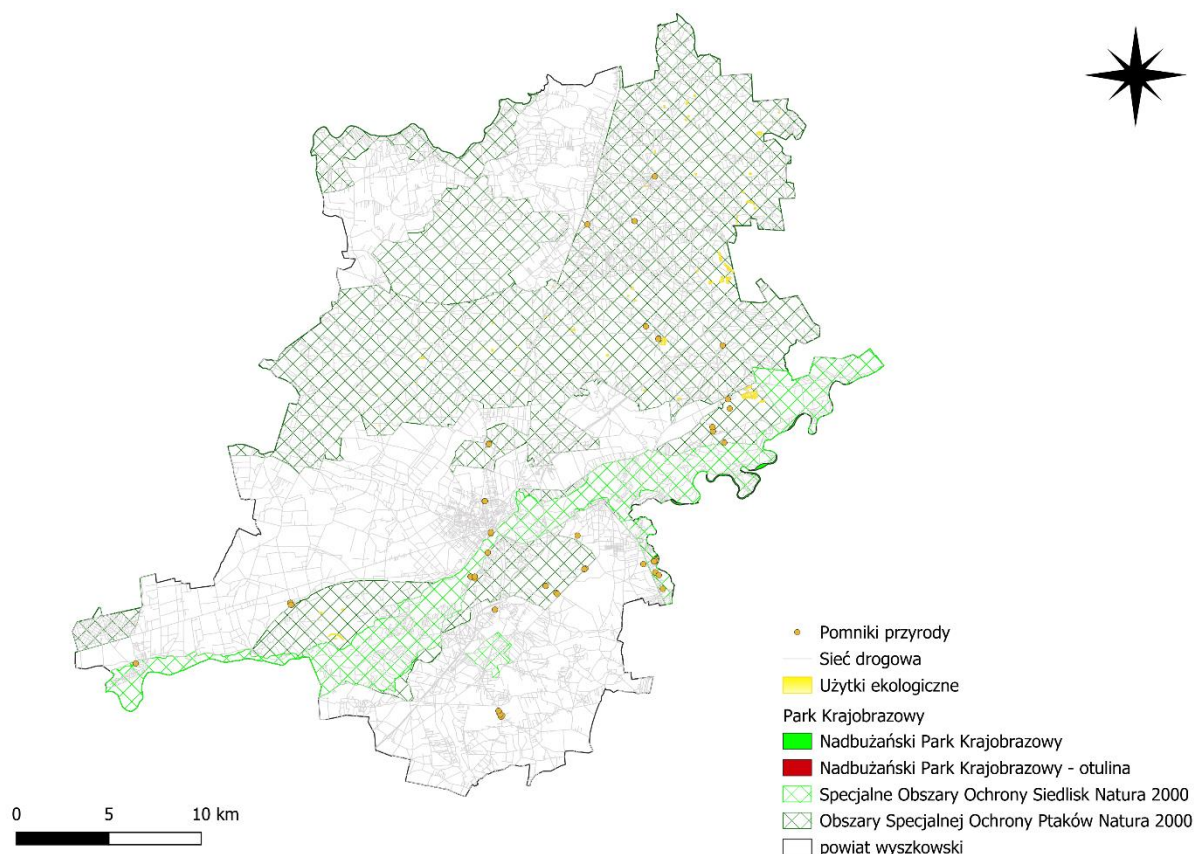 Pomniki przyrody
Sieć drogowa
Użytki ekologiczne
Park Krajobrazowy
Nadbużański Park Krajobrazowy
Nadbużański Park Krajobrazowy - otulina
Specjalne Obszary Ochrony Siedlisk Natura 2000
Obszary Specjalnej Ochrony Ptaków Natura 2000
powiat wyszkowski
0 5 10 km